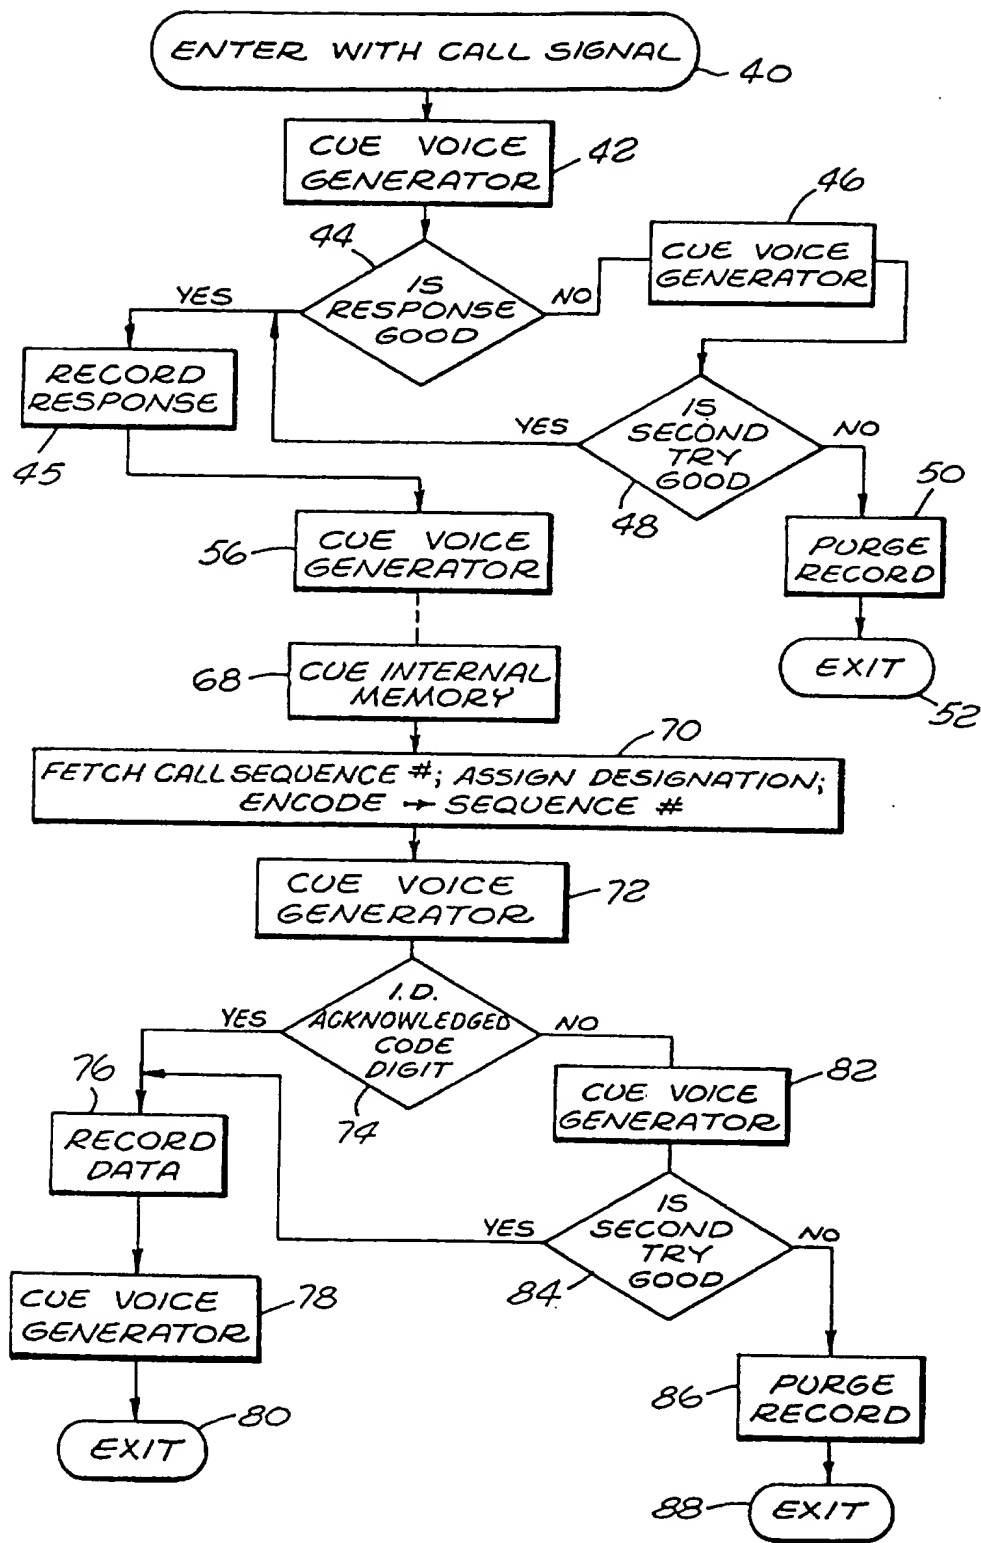 ENTER WITH CALL SIGNAL
40
CUE VOICE
GENERATOR
42
44
IS
RESPONSE
GOOD
YES
NO
46
CUE VOICE
GENERATOR
RECORD
RESPONSE
45
IS
SECOND
TRY
GOOD
YES
NO
48
50
PURGE
RECORD
EXIT
52
56
CUE VOICE
GENERATOR
68
CUE INTERNAL
MEMORY
70
FETCH CALL SEQUENCE #; ASSIGN DESIGNATION;
ENCODE → SEQUENCE #
CUE VOICE
GENERATOR
72
I.D.
ACKNOWLEDGED
CODE
DIGIT
YES
NO
74
76
RECORD
DATA
82
CUE VOICE
GENERATOR
IS
SECOND
TRY
GOOD
YES
NO
84
CUE VOICE
GENERATOR
78
86
PURGE
RECORD
80
EXIT
88
EXIT